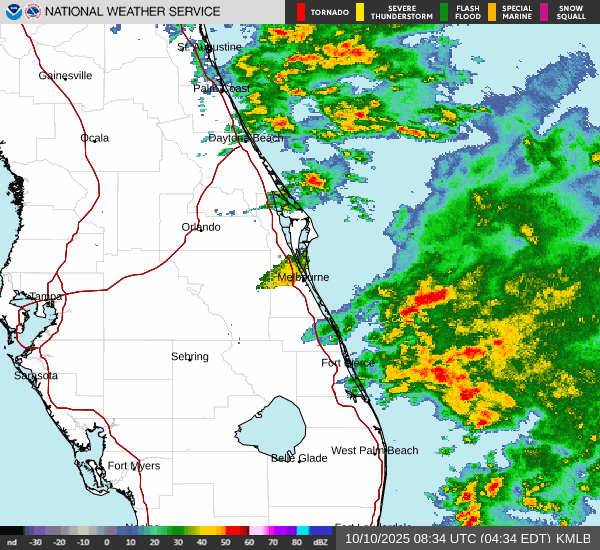 NATIONAL WEATHER SERVICE
TORNADO
SEVERE THUNDERSTORM
FLASH FLOOD
SPECIAL MARINE
SNOW SQUALL
St. Augustine
Gainesville
Palm Coast
Ocala
Daytona Beach
Orlando
Melbourne
Tampa
Sebring
Fort Pierce
Sarasota
West Palm Beach
Belle Glade
Fort Myers
Fort Lauderdale
nd -30 -20 -10 0 10 20 30 40 50 60 70 80 dBZ
10/10/2025 08:34 UTC (04:34 EDT) KMLB